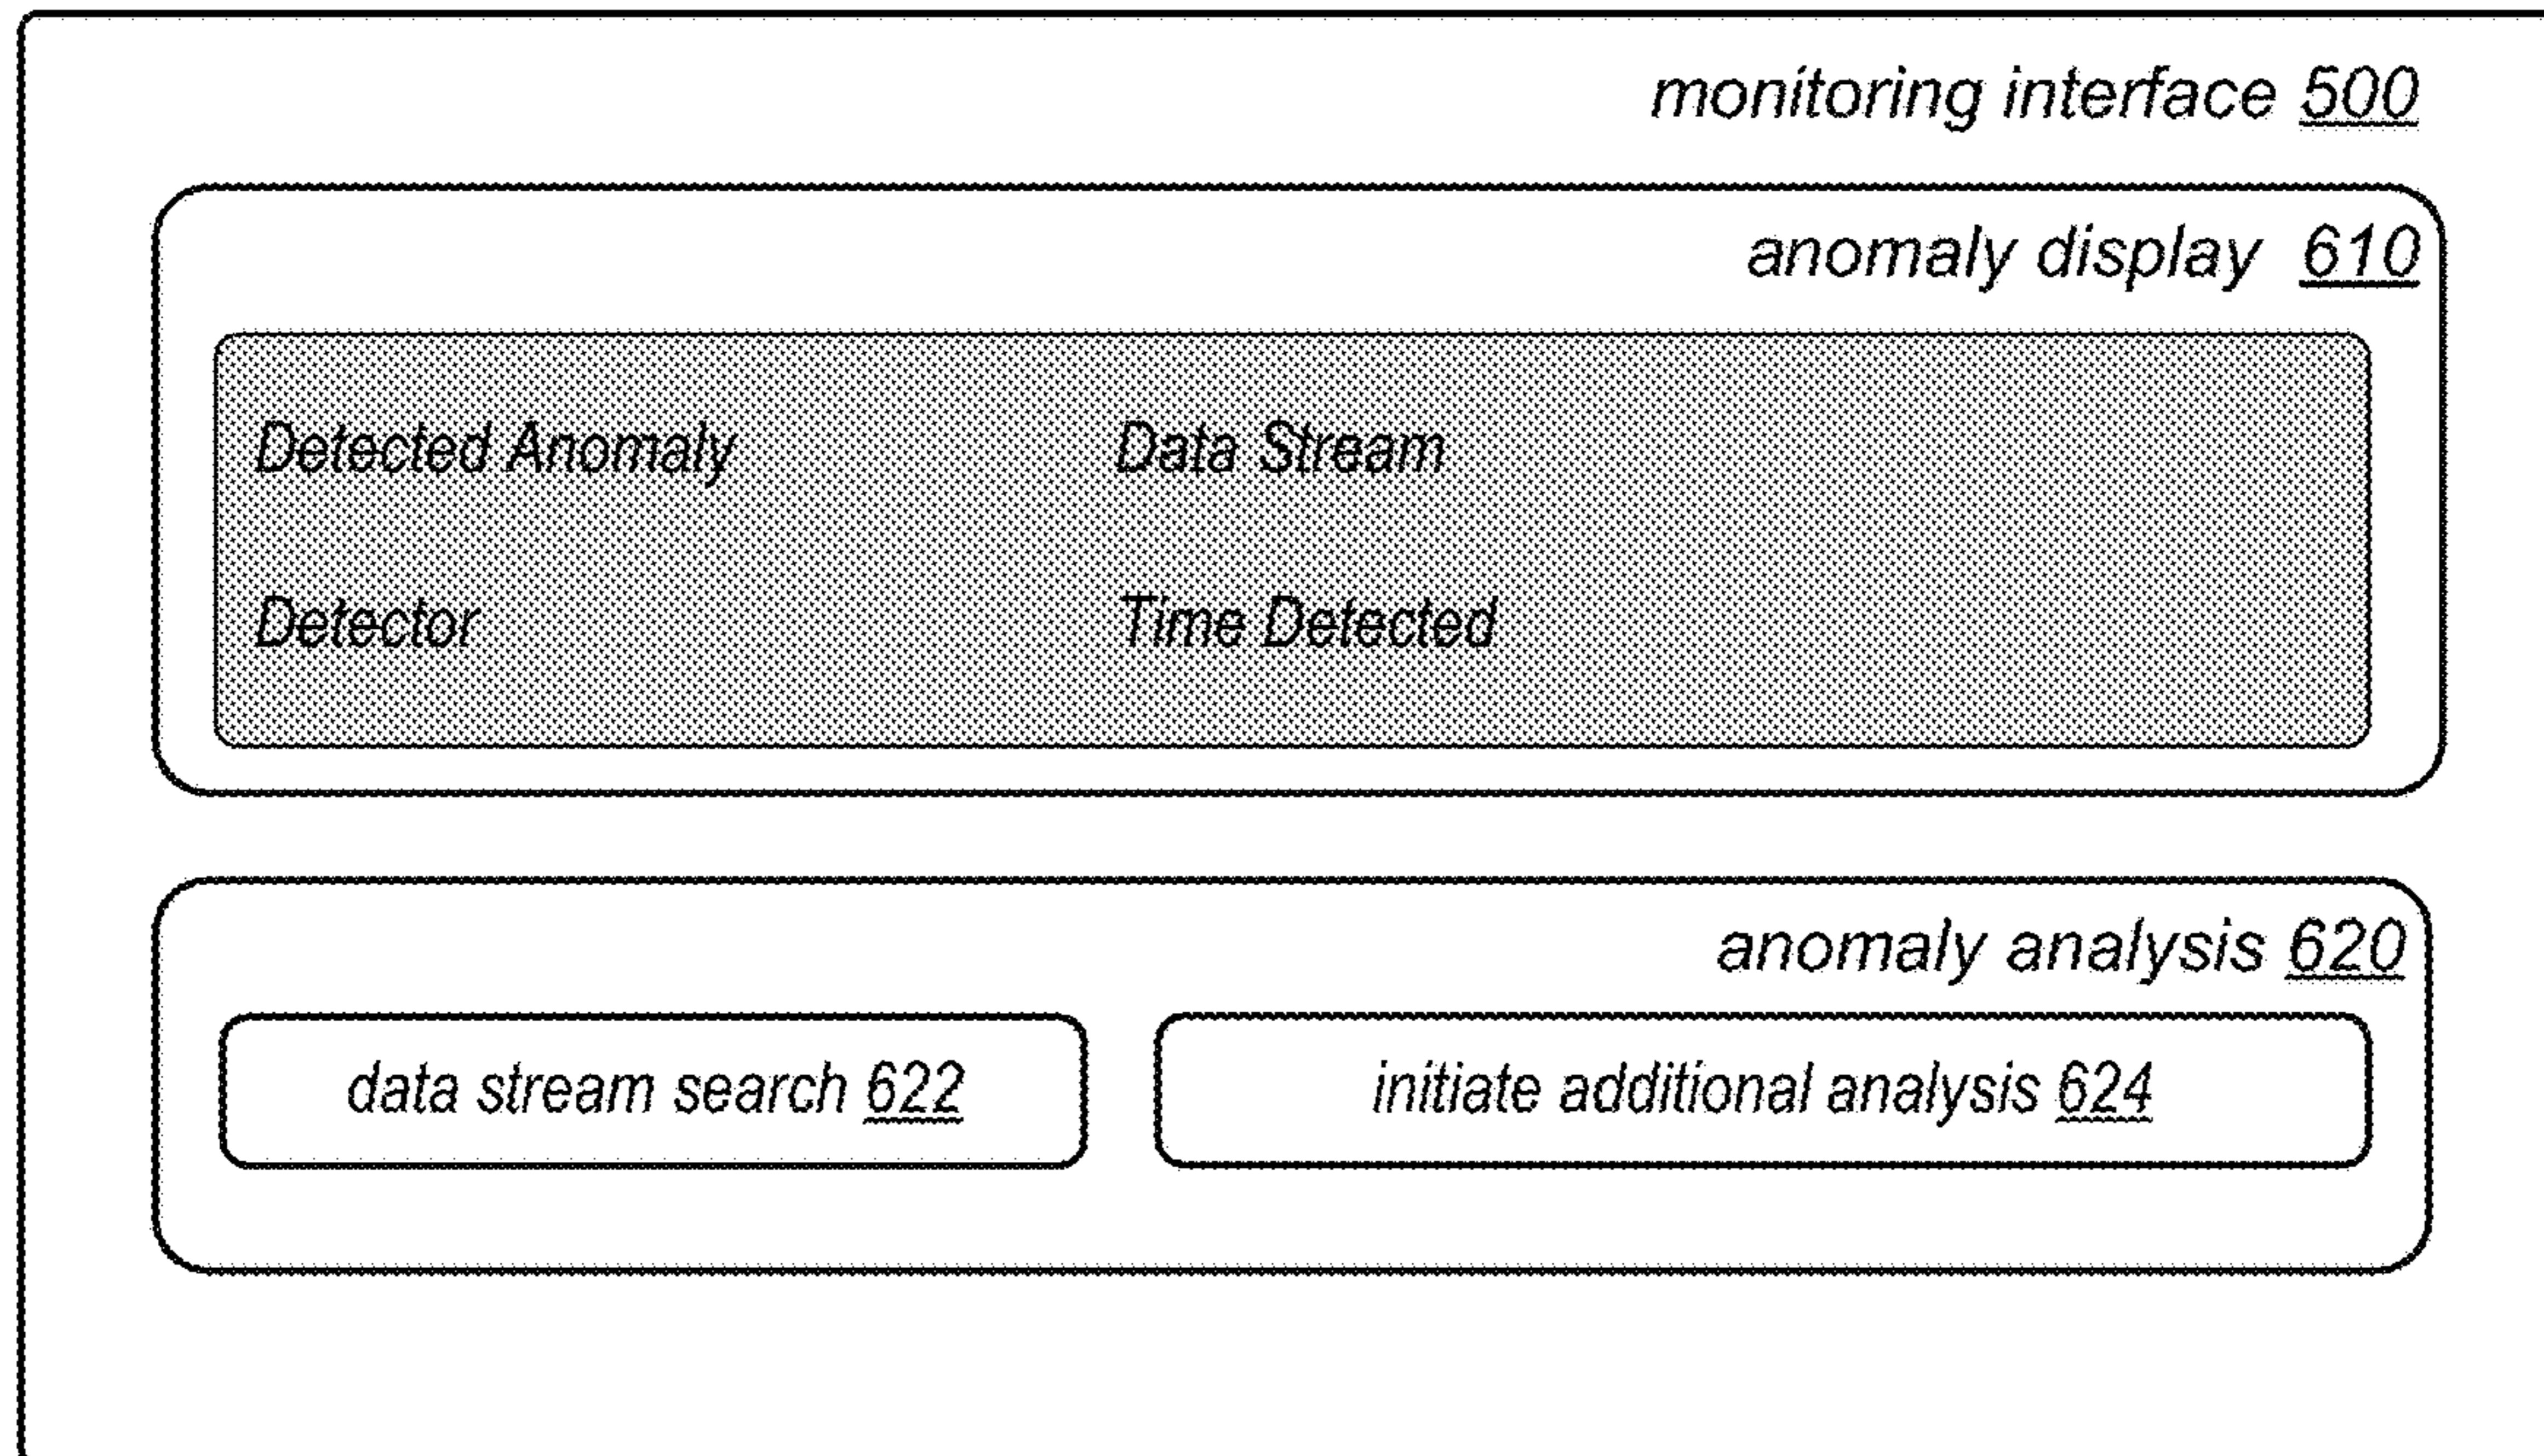 monitoring interface 500
anomaly display 610
Detected Anomaly Data Stream
Detector Time Detected
anomaly analysis 620
data stream search 622 initiate additional analysis 624